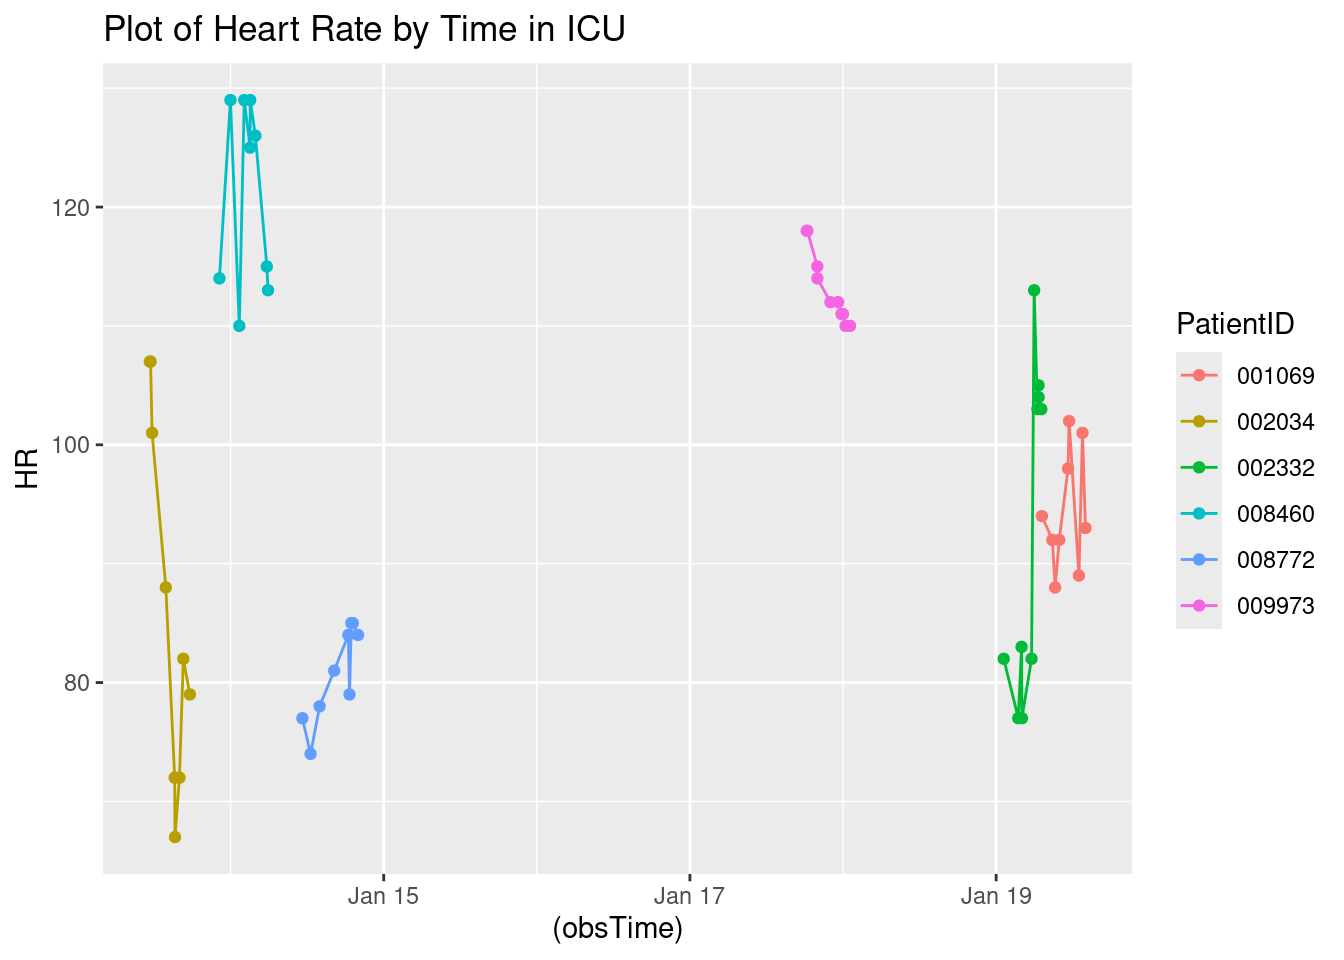 Plot of Heart Rate by Time in ICU
HR
120
100
80
Jan 15
Jan 17
Jan 19
(obsTime)
PatientID
001069
002034
002332
008460
008772
009973